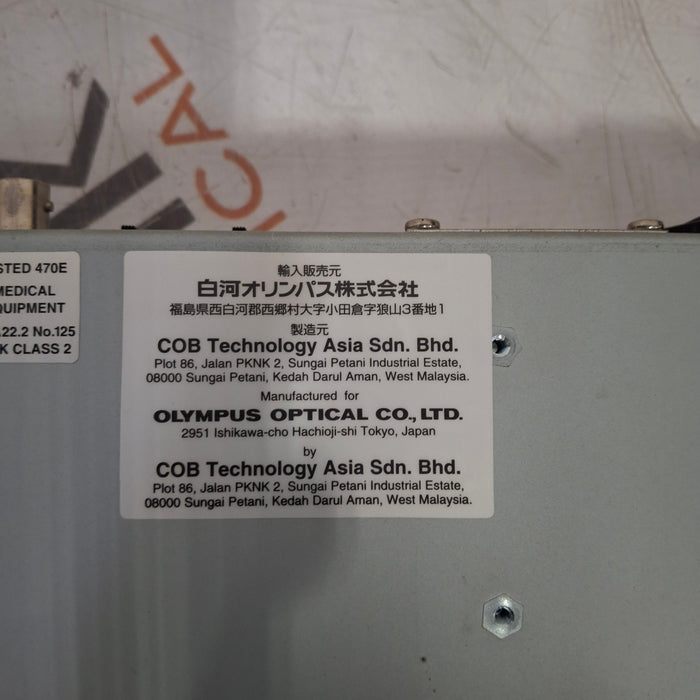 ICAL
STED 470E
MEDICAL
QUIPMENT
.22.2 No.125
K CLASS 2
輸入販売元
白河オリンパス株式会社
福島県西白河郡西郷村大字小田倉字狼山3番地1
製造元
COB Technology Asia Sdn. Bhd.
Plot 86, Jalan PKNK 2, Sungai Petani Industrial Estate,
08000 Sungai Petani, Kedah Darul Aman, West Malaysia.
Manufactured for
OLYMPUS OPTICAL CO., LTD.
2951 Ishikawa-cho Hachioji-shi Tokyo, Japan
by
COB Technology Asia Sdn. Bhd.
Plot 86, Jalan PKNK 2, Sungai Petani Industrial Estate,
08000 Sungai Petani, Kedah Darul Aman, West Malaysia.